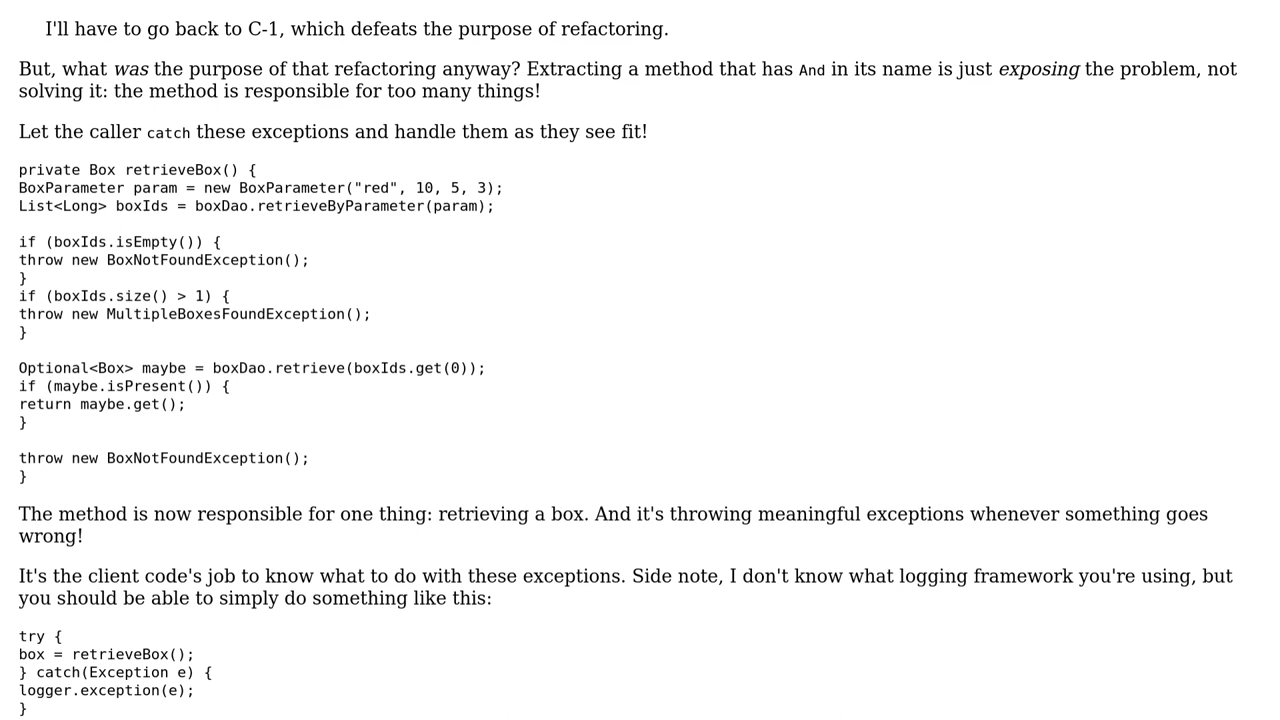 I'll have to go back to C-1, which defeats the purpose of refactoring.
But, what was the purpose of that refactoring anyway? Extracting a method that has And in its name is just exposing the problem, not
solving it: the method is responsible for too many things!
Let the caller catch these exceptions and handle them as they see fit!
private Box retrieveBox() {
BoxParameter param = new BoxParameter("red", 10, 5, 3);
List<Long> boxIds = boxDao.retrieveByParameter(param);
if (boxIds.isEmpty()) {
throw new BoxNotFoundException();
}
if (boxIds.size() > 1) {
throw new MultipleBoxesFoundException();
}
Optional<Box> maybe = boxDao.retrieve(boxIds.get(0));
if (maybe.isPresent()) {
return maybe.get();
}
throw new BoxNotFoundException();
}
The method is now responsible for one thing: retrieving a box. And it's throwing meaningful exceptions whenever something goes
wrong!
It's the client code's job to know what to do with these exceptions. Side note, I don't know what logging framework you're using, but
you should be able to simply do something like this:
try {
box = retrieveBox();
} catch(Exception e) {
logger.exception(e);
}